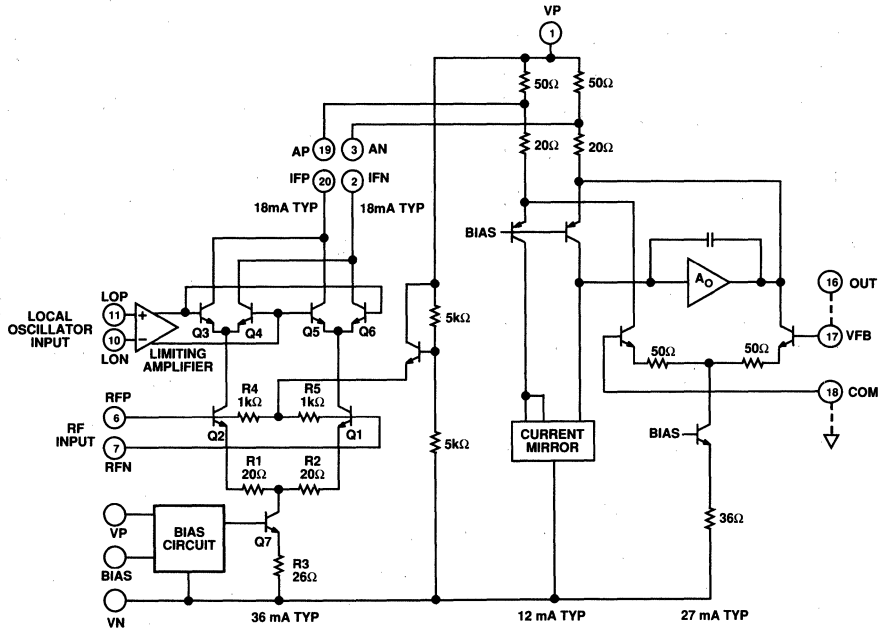 VP
1
50Ω
50Ω
AP 19
3 AN
20Ω
20Ω
IFP 20
2 IFN
18mA TYP
18mA TYP
BIAS
LOP
11
LOCAL
OSCILLATOR
INPUT
10
LON
+
–
LIMITING
AMPLIFIER
Q3
Q4
Q5
Q6
5kΩ
AO
16 OUT
17 VFB
50Ω
50Ω
18 COM
RFP
6
RF
INPUT
7
RFN
R4
1kΩ
R5
1kΩ
Q2
Q1
5kΩ
CURRENT
MIRROR
BIAS
R1
20Ω
R2
20Ω
VP
BIAS
BIAS
CIRCUIT
Q7
R3
26Ω
36Ω
VN
36 mA TYP
12 mA TYP
27 mA TYP